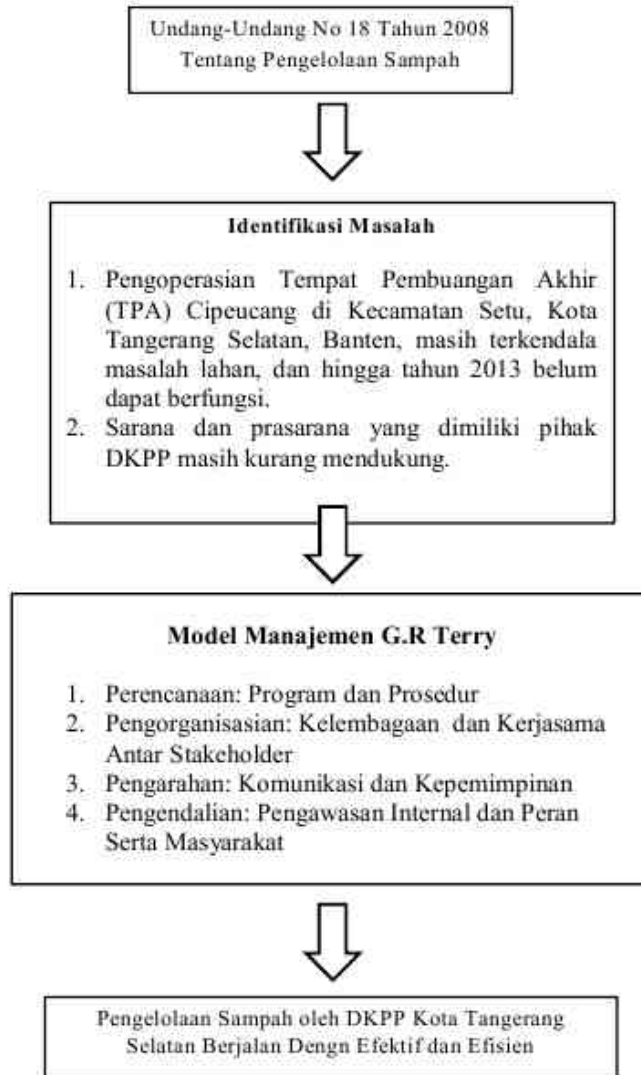 Undang-Undang No 18 Tahun 2008
Tentang Pengelolaan Sampah
Identifikasi Masalah
1. Pengoperasian Tempat Pembuangan Akhir
(TPA) Cipeucang di Kecamatan Setu, Kota
Tangerang Selatan, Banten, masih terkendala
masalah lahan, dan hingga tahun 2013 belum
dapat berfungsi.
2. Sarana dan prasarana yang dimiliki pihak
DKPP masih kurang mendukung.
Model Manajemen G.R Terry
1. Perencanaan: Program dan Prosedur
2. Pengorganisasian: Kelembagaan dan Kerjasama
Antar Stakeholder
3. Pengarahan: Komunikasi dan Kepemimpinan
4. Pengendalian: Pengawasan Internal dan Peran
Serta Masyarakat
Pengelolaan Sampah oleh DKPP Kota Tangerang
Selatan Berjalan Dengn Efektif dan Efisien